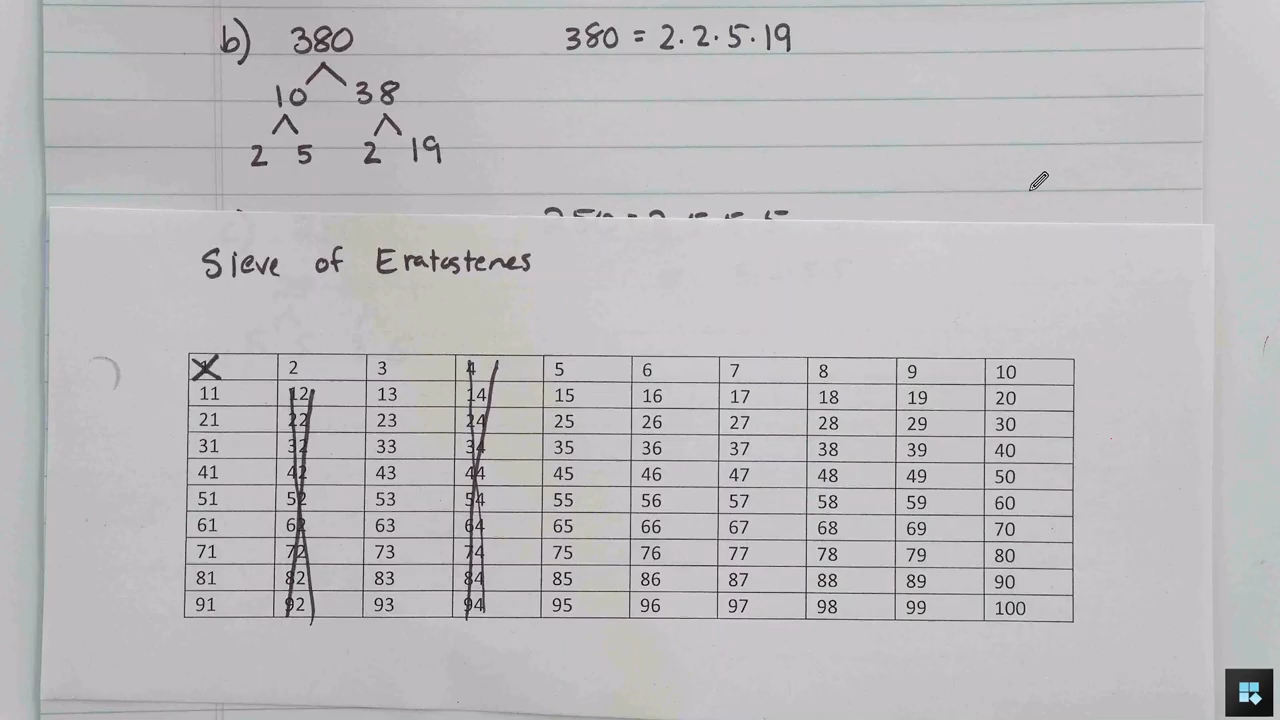 b) 380 380 = 2·2·5·19
10 38
2 5 2 19
Sieve of Eratostenes
1 2 3 4 5 6 7 8 9 10
11 12 13 14 15 16 17 18 19 20
21 22 23 24 25 26 27 28 29 30
31 32 33 34 35 36 37 38 39 40
41 42 43 44 45 46 47 48 49 50
51 52 53 54 55 56 57 58 59 60
61 62 63 64 65 66 67 68 69 70
71 72 73 74 75 76 77 78 79 80
81 82 83 84 85 86 87 88 89 90
91 92 93 94 95 96 97 98 99 100